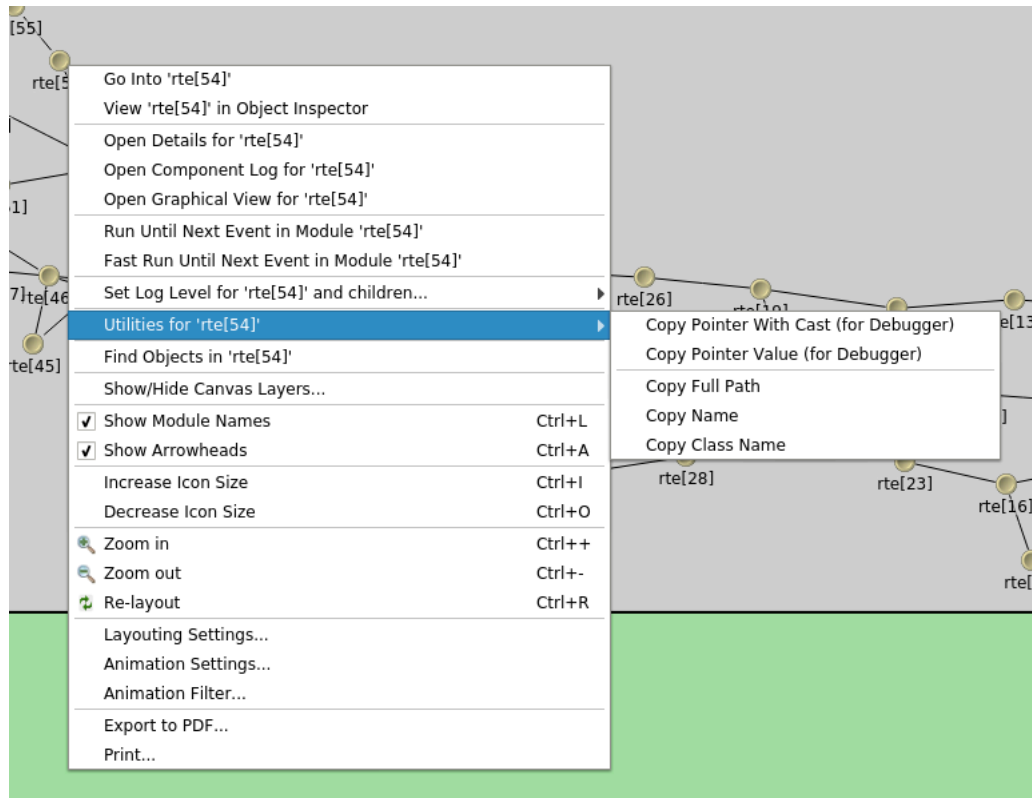 [55]
Go Into 'rte[54]'
View 'rte[54]' in Object Inspector
Open Details for 'rte[54]'
Open Component Log for 'rte[54]'
Open Graphical View for 'rte[54]'
Run Until Next Event in Module 'rte[54]'
Fast Run Until Next Event in Module 'rte[54]'
Set Log Level for 'rte[54]' and children...
Utilities for 'rte[54]'
Find Objects in 'rte[54]'
Show/Hide Canvas Layers...
Show Module Names Ctrl+L
Show Arrowheads Ctrl+A
Increase Icon Size Ctrl+I
Decrease Icon Size Ctrl+O
Zoom in Ctrl++
Zoom out Ctrl+-
Re-layout Ctrl+R
Layouting Settings...
Animation Settings...
Animation Filter...
Export to PDF...
Print...
Copy Pointer With Cast (for Debugger)
Copy Pointer Value (for Debugger)
Copy Full Path
Copy Name
Copy Class Name
rte[26]
rte[28]
rte[23]
rte[16]
te[45]